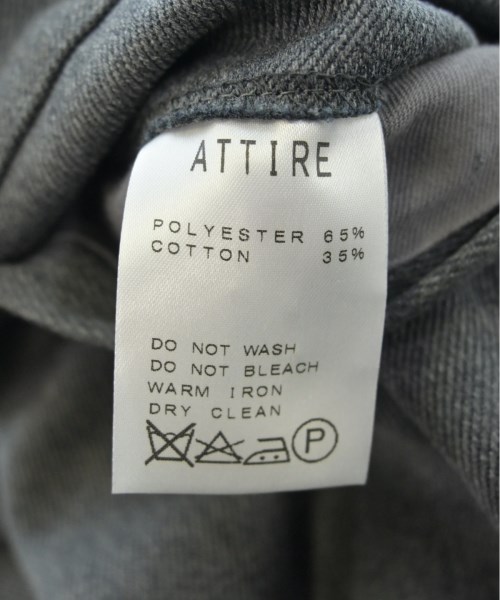 ATTIRE
POLYESTER 65%
COTTON 35%
DO NOT WASH
DO NOT BLEACH
WARM IRON
DRY CLEAN
P